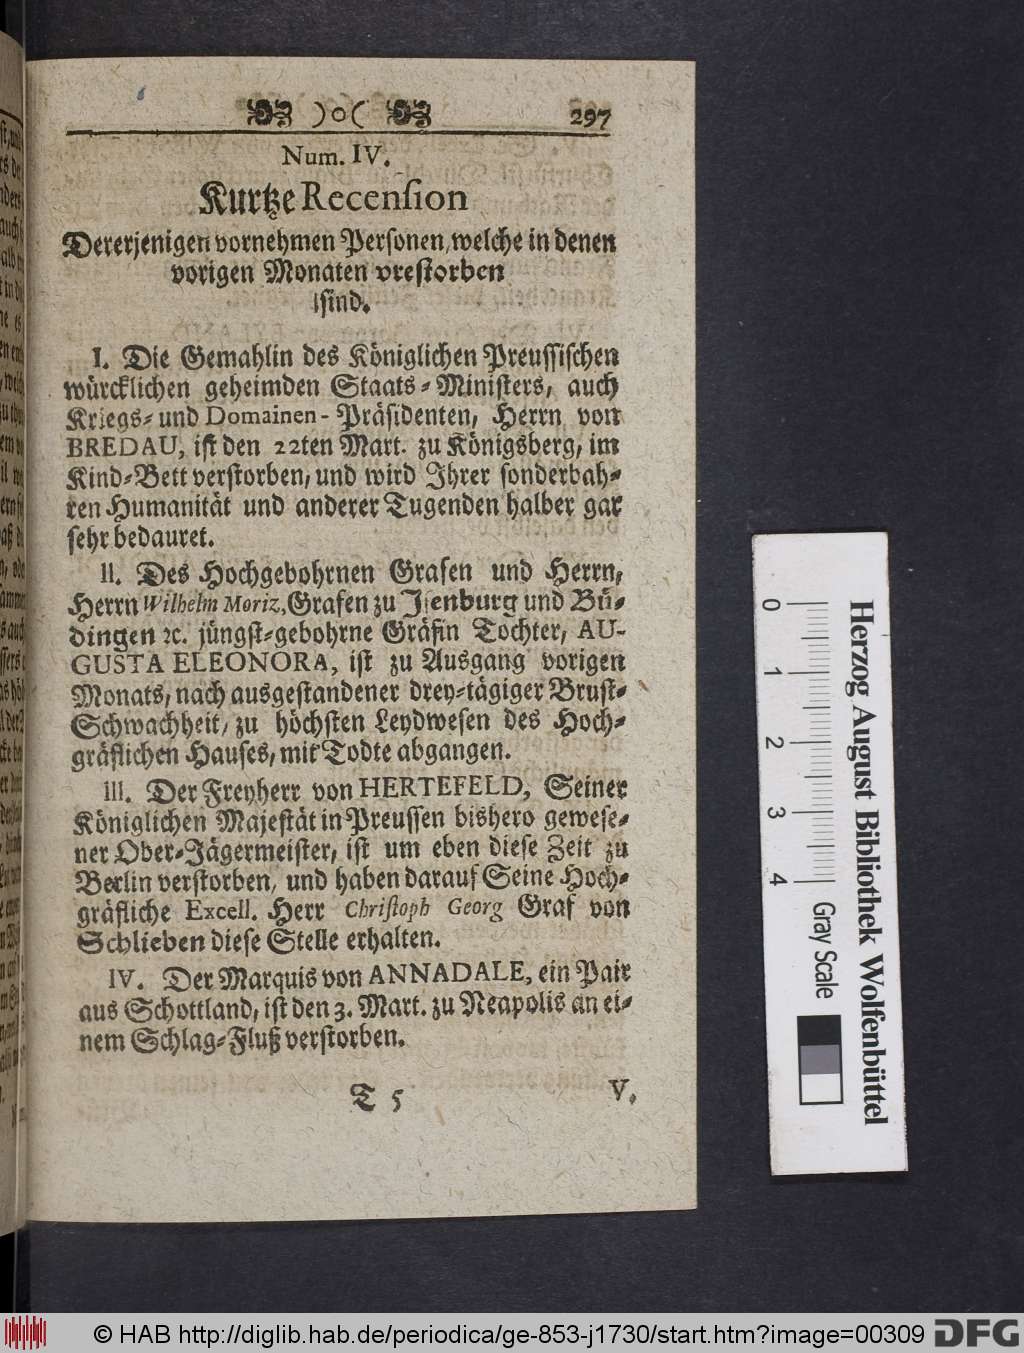 )o( 297
Num. IV.
Kurtze Recension
Dererjenigen vornehmen Personen, welche in denen
vorigen Monaten vrestorben
sind.
I. Die Gemahlin des Königlichen Preussischen
würcklichen geheimden Staats-Ministers, auch
Kriegs- und Domainen-Präsidenten, Herrn von
BREDAU, ist den 22ten Mart. zu Königsberg, im
Kind-Bett verstorben, und wird Ihrer sonderbah-
ren Humanität und anderer Tugenden halber gar
sehr bedauret.
II. Des Hochgebohrnen Grafen und Herrn,
Herrn Wilhelm Moriz, Grafen zu Isenburg und Bü-
dingen ꝛc. jüngst-gebohrne Gräfin Tochter, AU-
GUSTA ELEONORA, ist zu Ausgang vorigen
Monats, nach ausgestandener drey-tägiger Brust-
Schwachheit, zu höchsten Leydwesen des Hoch-
gräflichen Hauses, mit Todte abgangen.
III. Der Freyherr von HERTEFELD, Seiner
Königlichen Majestät in Preussen bishero gewese-
ner Ober-Jägermeister, ist um eben diese Zeit zu
Berlin verstorben, und haben darauf Seine Hoch-
gräfliche Excell. Herr Christoph Georg Graf von
Schlieben diese Stelle erhalten.
IV. Der Marquis von ANNADALE, ein Pair
aus Schottland, ist den 3. Mart. zu Neapolis an ei-
nem Schlag-Fluß verstorben.
T 5 V.
0 1 2 3 4 Gray Scale
Herzog August Bibliothek Wolfenbüttel
© HAB http://diglib.hab.de/periodica/ge-853-j1730/start.htm?image=00309 DFG